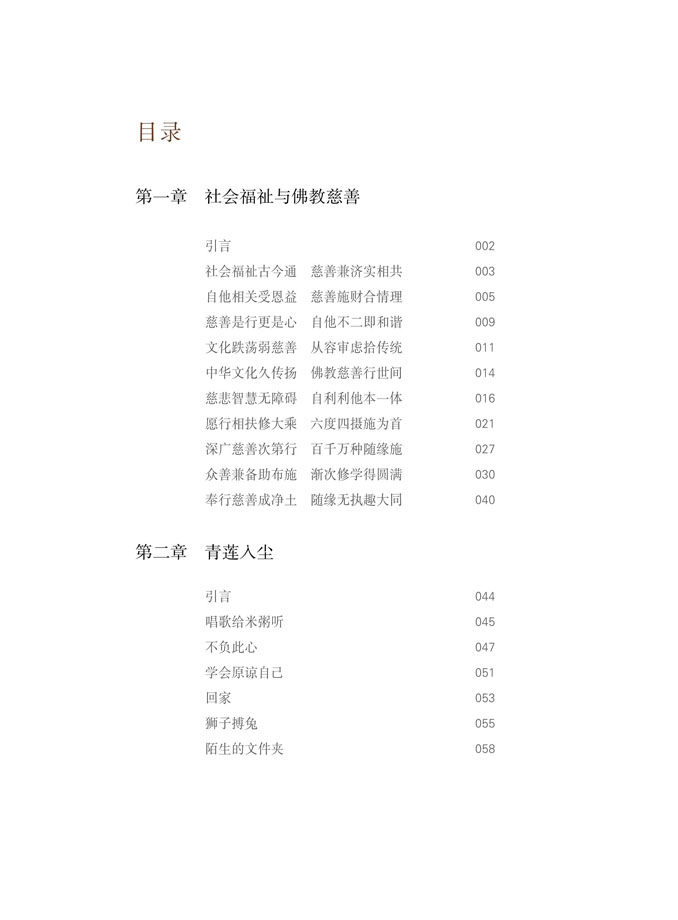 目录
第一章 社会福祉与佛教慈善
引言 002
社会福祉古今通 慈善兼济实相共 003
自他相关受恩益 慈善施财合情理 005
慈善是行更是心 自他不二即和谐 009
文化跌荡弱慈善 从容审虑拾传统 011
中华文化久传扬 佛教慈善行世间 014
慈悲智慧无障碍 自利利他本一体 016
愿行相扶修大乘 六度四摄施为首 021
深广慈善次第行 百千万种随缘施 027
众善兼备助布施 渐次修学得圆满 030
奉行慈善成净土 随缘无执趣大同 040
第二章 青莲入尘
引言 044
唱歌给米粥听 045
不负此心 047
学会原谅自己 051
回家 053
狮子搏兔 055
陌生的文件夹 058